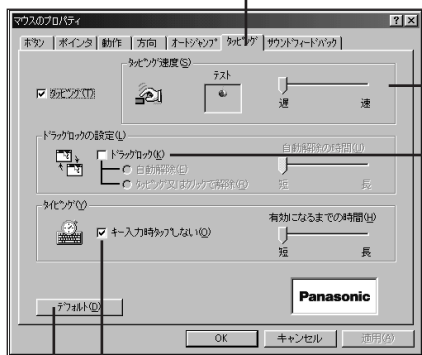 マウスのプロパティ
ボタン ポインタ 動作 方向 オートジャンプ タッピング サウンドフィードバック
タッピング速度(S)
テスト
タッピング(T)
遅 速
ドラッグロックの設定(L)
ドラッグロック(K)
自動解除の時間(U)
自動解除(E)
タッピング又はクリックで解除(R)
短 長
タイピング(Y)
有効になるまでの時間(H)
キー入力時タップしない(O)
短 長
Panasonic
デフォルト(D)
OK キャンセル 適用(A)